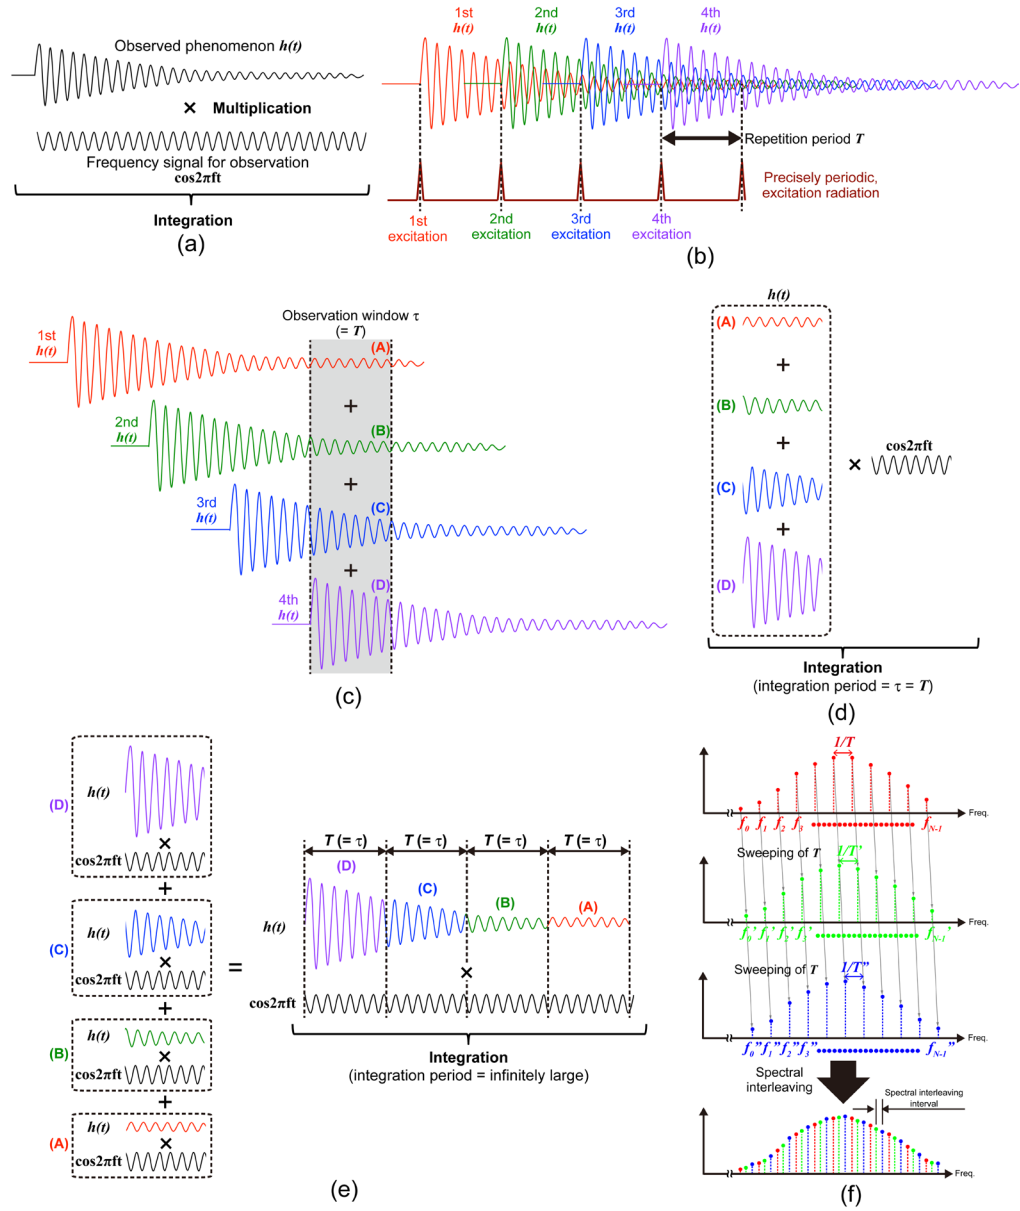 Observed phenomenon h(t)
× Multiplication
Frequency signal for observation
cos2πft
Integration
(a)
1st
h(t)
2nd
h(t)
3rd
h(t)
4th
h(t)
Repetition period T
Precisely periodic,
excitation radiation
1st
excitation
2nd
excitation
3rd
excitation
4th
excitation
(b)
Observation window τ
(= T)
1st
h(t)
(A)
+
2nd
h(t)
(B)
+
3rd
h(t)
(C)
+
4th
h(t)
(D)
(c)
h(t)
(A)
+
(B)
+
(C)
+
(D)
×
cos2πft
Integration
(integration period = τ = T)
(d)
(D)
h(t)
×
cos2πft
+
(C)
h(t)
×
cos2πft
+
(B)
h(t)
×
cos2πft
+
(A)
h(t)
×
cos2πft
=
T (= τ) T (= τ) T (= τ) T (= τ)
(D) (C) (B) (A)
h(t)
×
cos2πft
Integration
(integration period = infinitely large)
(e)
1/T
Freq.
f0 f1 f2 f3 fN-1
Sweeping of T
1/T'
Freq.
f0' f1' f2' f3' fN-1'
Sweeping of T
1/T''
Freq.
f0'' f1'' f2'' f3'' fN-1''
Spectral
interleaving
Spectral interleaving
interval
Freq.
(f)